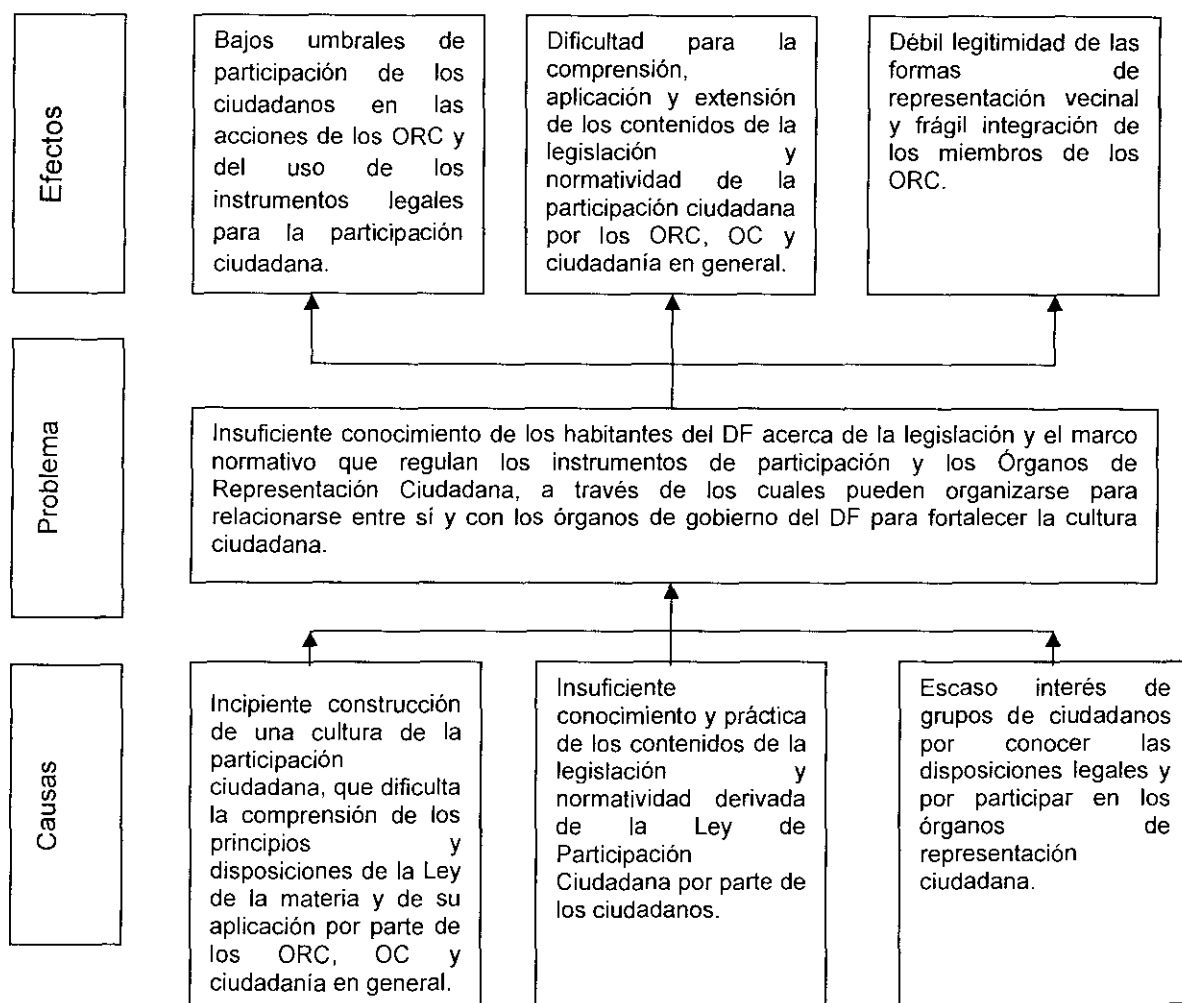 Efectos
Bajos umbrales de
participación de los
ciudadanos en las
acciones de los ORC y
del uso de los
instrumentos legales
para la participación
ciudadana.
Dificultad para la
comprensión,
aplicación y extensión
de los contenidos de la
legislación y
normatividad de la
participación ciudadana
por los ORC, OC y
ciudadanía en general.
Débil legitimidad de las
formas de
representación vecinal
y frágil integración de
los miembros de los
ORC.
Problema
Insuficiente conocimiento de los habitantes del DF acerca de la legislación y el marco
normativo que regulan los instrumentos de participación y los Órganos de
Representación Ciudadana, a través de los cuales pueden organizarse para
relacionarse entre sí y con los órganos de gobierno del DF para fortalecer la cultura
ciudadana.
Causas
Incipiente construcción
de una cultura de la
participación
ciudadana, que dificulta
la comprensión de los
principios y
disposiciones de la Ley
de la materia y de su
aplicación por parte de
los ORC, OC y
ciudadanía en general.
Insuficiente
conocimiento y práctica
de los contenidos de la
legislación y
normatividad derivada
de la Ley de
Participación
Ciudadana por parte de
los ciudadanos.
Escaso interés de
grupos de ciudadanos
por conocer las
disposiciones legales y
por participar en los
órganos de
representación
ciudadana.